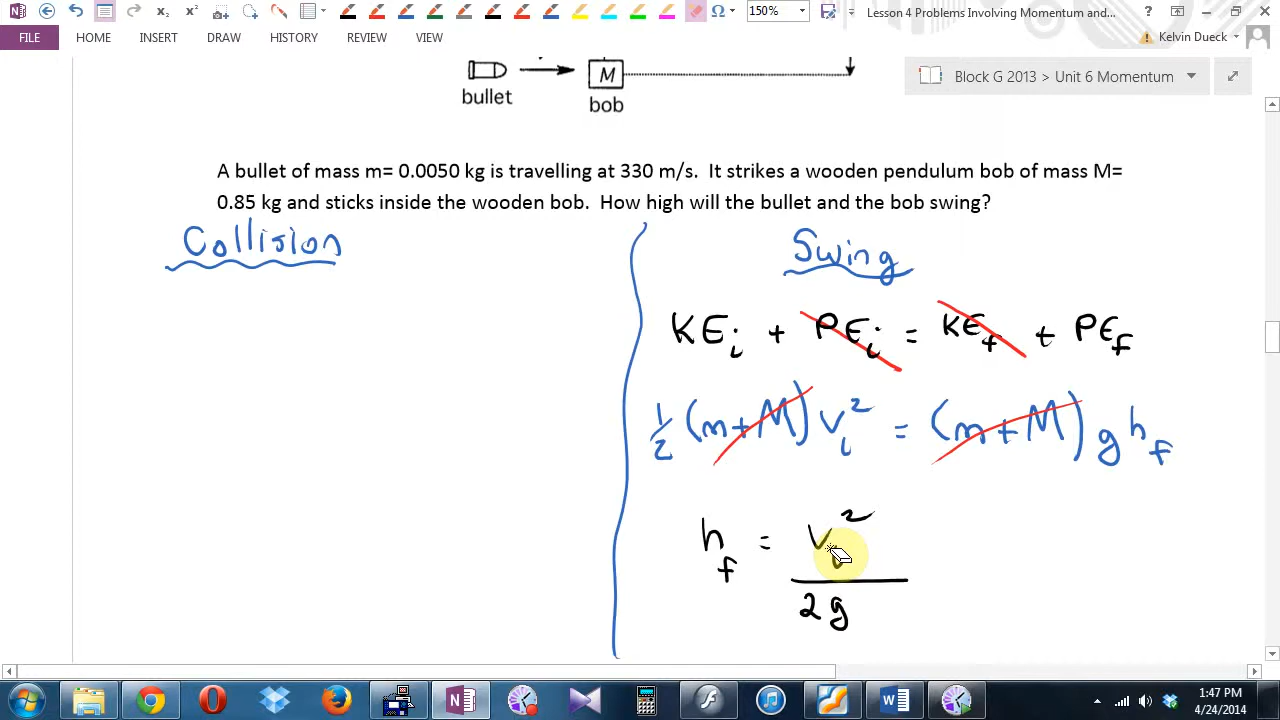 150%
Lesson 4 Problems Involving Momentum and...
?
FILE
HOME
INSERT
DRAW
HISTORY
REVIEW
VIEW
Kelvin Dueck
Block G 2013 > Unit 6 Momentum
M
bullet
bob
A bullet of mass m= 0.0050 kg is travelling at 330 m/s. It strikes a wooden pendulum bob of mass M=
0.85 kg and sticks inside the wooden bob. How high will the bullet and the bob swing?
Collision
Swing
KEi + PEi = KEf + PEf
½ (m+M) vi² = (m+M) g hf
hf = vi²
2g
1:47 PM
4/24/2014